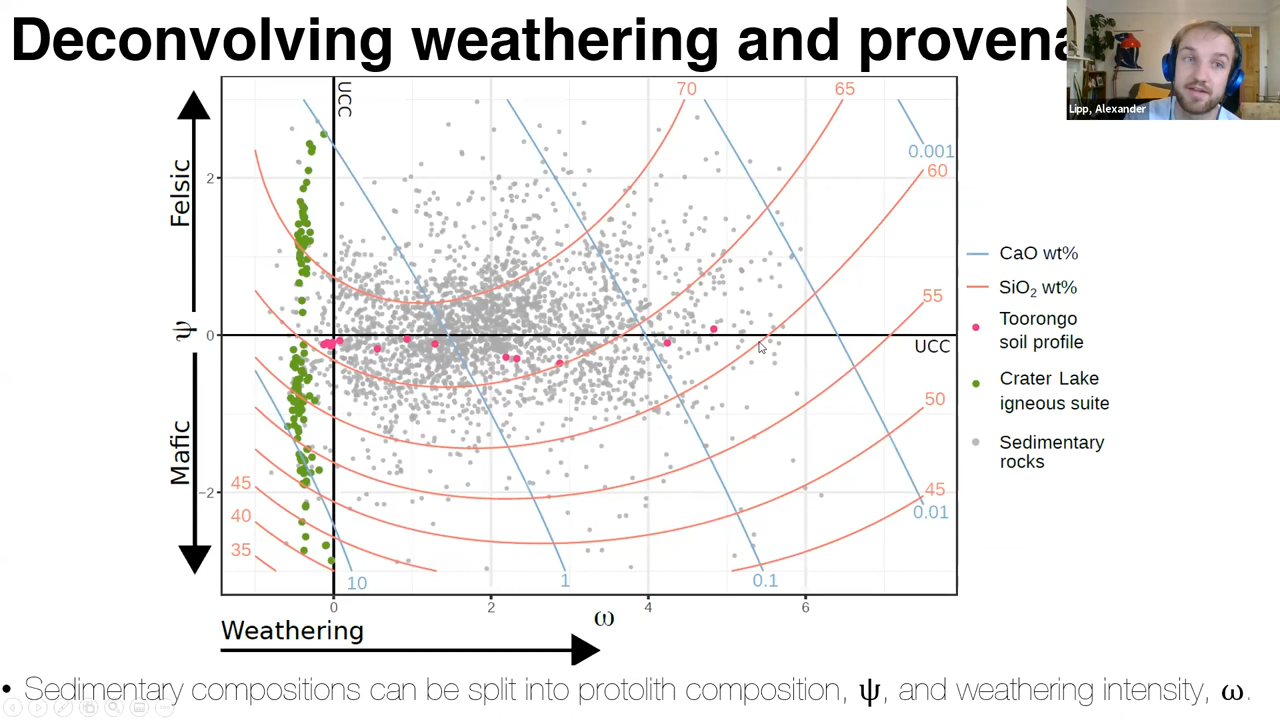 Deconvolving weathering and provena
Lipp, Alexander
UCC
70
65
0.001
60
Felsic
2
CaO wt%
SiO₂ wt%
55
Toorongo
soil profile
ψ
0
UCC
Crater Lake
igneous suite
50
Mafic
Sedimentary
rocks
45
−2
45
0.01
40
35
10
1
0.1
0
2
4
6
ω
Weathering
• Sedimentary compositions can be split into protolith composition, ψ, and weathering intensity, ω.